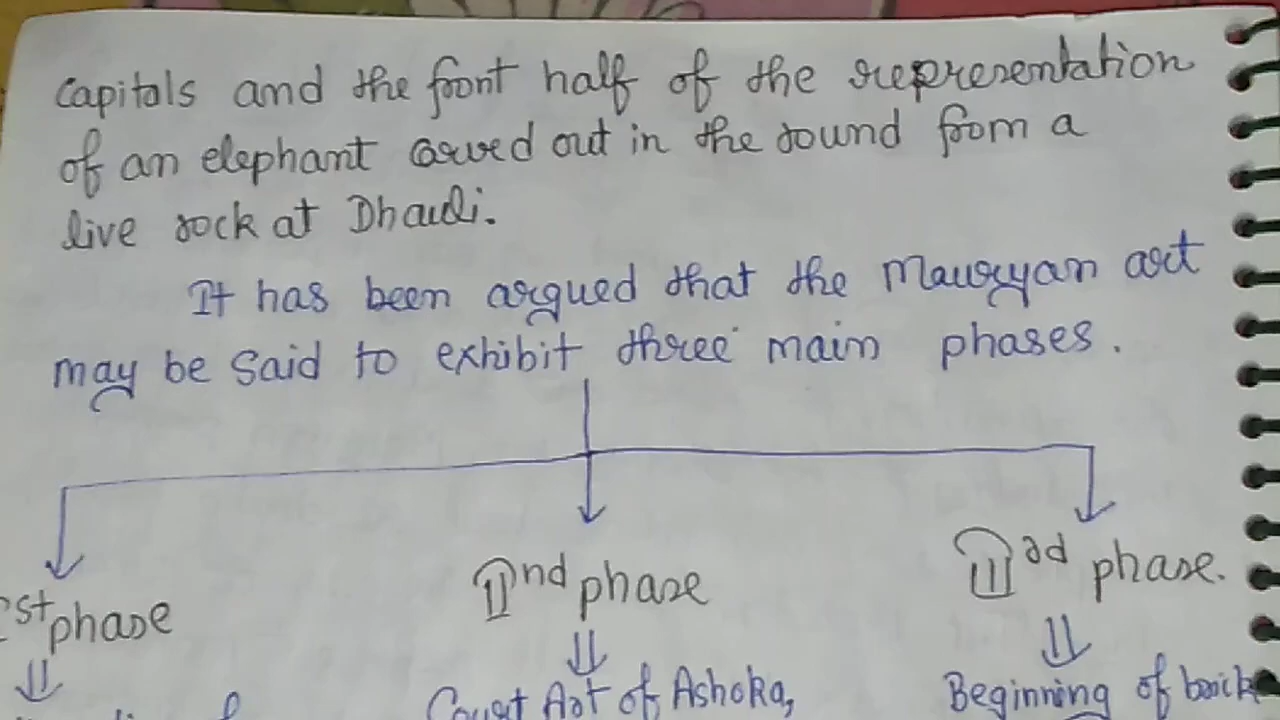 capitals and the front half of the representation
of an elephant carved out in the round from a
live rock at Dhauli.
It has been argued that the Mauryan art
may be said to exhibit three main phases.
Ist phase
IInd phase
IIIrd phase.
Court Art of Ashoka,
Beginning of brick